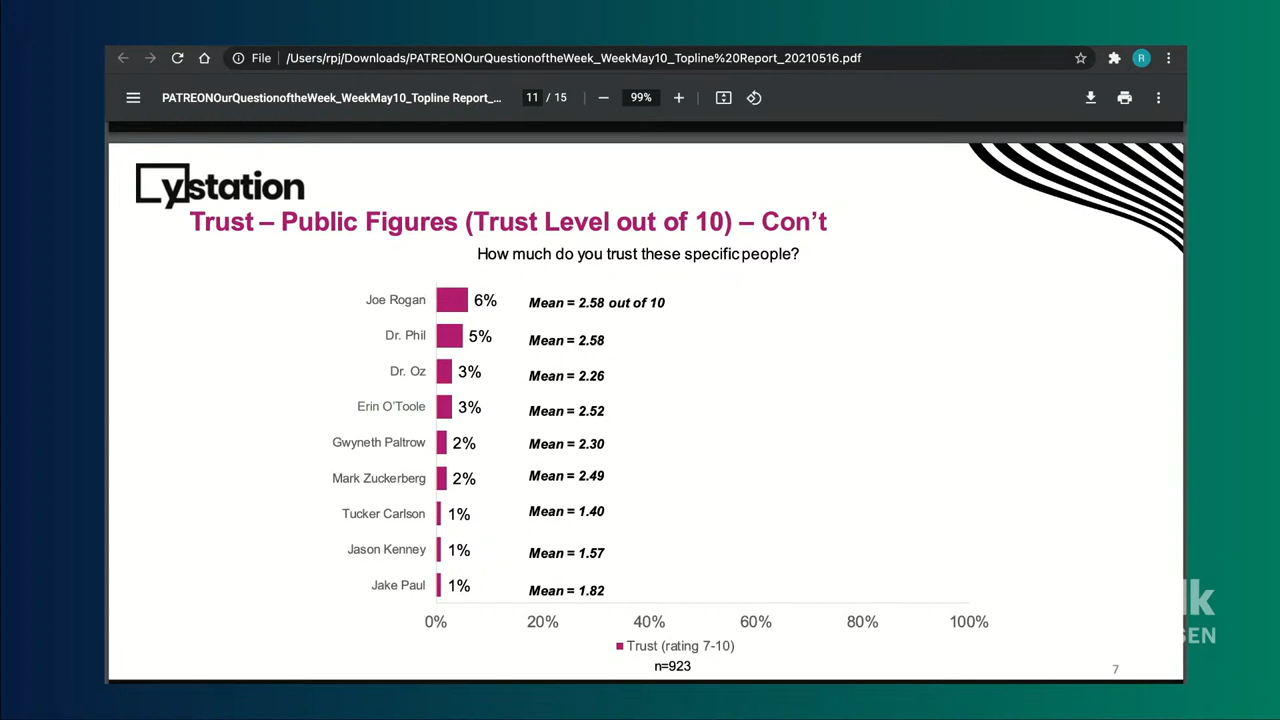 File /Users/rpj/Downloads/PATREONOurQuestionoftheWeek_WeekMay10_Topline%20Report_20210516.pdf
R
PATREONOurQuestionoftheWeek_WeekMay10_Topline Report_...
11 / 15
99%
ystation
Trust – Public Figures (Trust Level out of 10) – Con’t
How much do you trust these specific people?
Joe Rogan 6% Mean = 2.58 out of 10
Dr. Phil 5% Mean = 2.58
Dr. Oz 3% Mean = 2.26
Erin O’Toole 3% Mean = 2.52
Gwyneth Paltrow 2% Mean = 2.30
Mark Zuckerberg 2% Mean = 2.49
Tucker Carlson 1% Mean = 1.40
Jason Kenney 1% Mean = 1.57
Jake Paul 1% Mean = 1.82
0% 20% 40% 60% 80% 100%
Trust (rating 7-10)
n=923
7